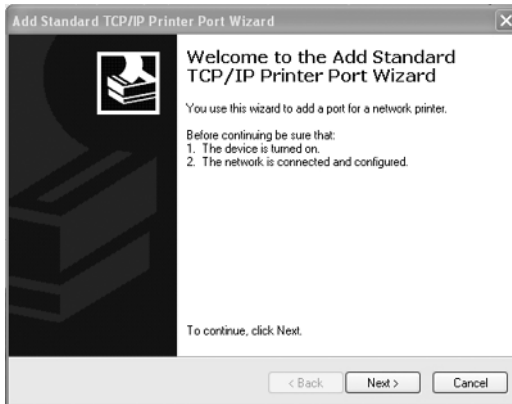 Add Standard TCP/IP Printer Port Wizard
Welcome to the Add Standard
TCP/IP Printer Port Wizard
You use this wizard to add a port for a network printer.
Before continuing be sure that:
1. The device is turned on.
2. The network is connected and configured.
To continue, click Next.
< Back
Next >
Cancel